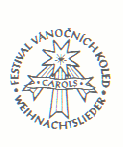 FESTIVAL VÁNOČNÍCH KOLED
CAROLS
WEIHNACHTSLIEDER